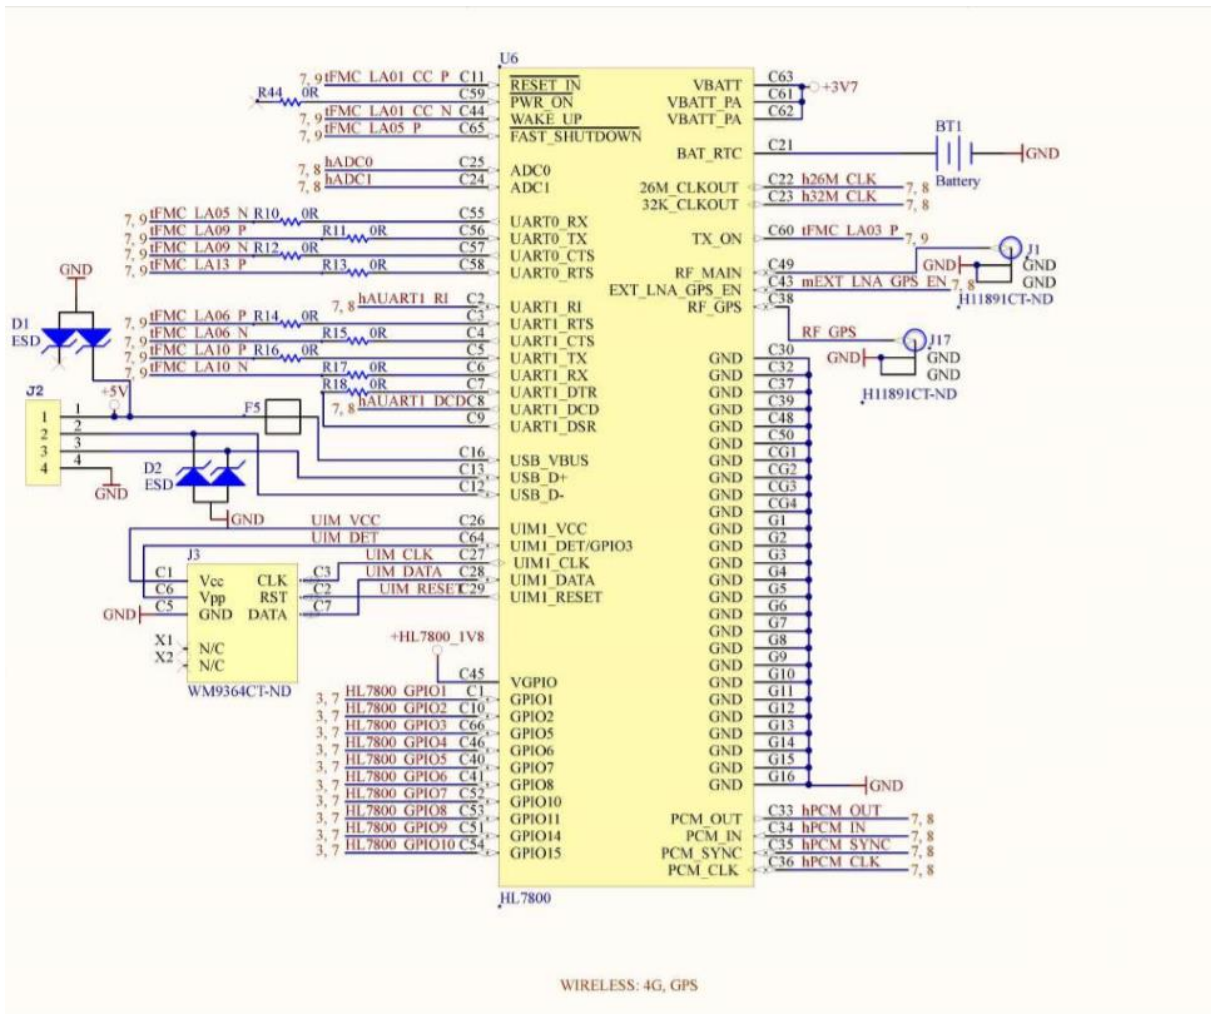 U6
7, 9 tFMC_LA01_CC_P C11 RESET_IN
R44 0R C59 PWR_ON
7, 9 tFMC_LA01_CC_N C44 WAKE_UP
7, 9 tFMC_LA05_P C65 FAST_SHUTDOWN
7, 8 hADC0 C25 ADC0
7, 8 hADC1 C24 ADC1
7, 9 tFMC_LA05_N R10 0R C55 UART0_RX
7, 9 tFMC_LA09_P R11 0R C56 UART0_TX
7, 9 tFMC_LA09_N R12 0R C57 UART0_CTS
7, 9 tFMC_LA13_P R13 0R C58 UART0_RTS
7, 8 hAUART1_RI C2 UART1_RI
7, 9 tFMC_LA06_P R14 0R C3 UART1_RTS
7, 9 tFMC_LA06_N R15 0R C4 UART1_CTS
7, 9 tFMC_LA10_P R16 0R C5 UART1_TX
7, 9 tFMC_LA10_N R17 0R C6 UART1_RX
R18 0R C7 UART1_DTR
7, 8 hAUART1_DCD C8 UART1_DCD
C9 UART1_DSR
GND
D1
ESD
J2
+5V
F5
1 1
2 2
3 3
4 4
GND
D2
ESD
GND
C16 USB_VBUS
C13 USB_D+
C12 USB_D-
UIM_VCC C26 UIM1_VCC
UIM_DET C64 UIM1_DET/GPIO3
UIM_CLK C27 UIM1_CLK
UIM_DATA C28 UIM1_DATA
UIM_RESET C29 UIM1_RESET
J3
C1 Vcc CLK C3
C6 Vpp RST C2
GND C5 GND DATA C7
X1 N/C
X2 N/C
WM9364CT-ND
+HL7800_1V8
C45 VGPIO
3, 7 HL7800_GPIO1 C1 GPIO1
3, 7 HL7800_GPIO2 C10 GPIO2
3, 7 HL7800_GPIO3 C66 GPIO5
3, 7 HL7800_GPIO4 C46 GPIO6
3, 7 HL7800_GPIO5 C40 GPIO7
3, 7 HL7800_GPIO6 C41 GPIO8
3, 7 HL7800_GPIO7 C52 GPIO10
3, 7 HL7800_GPIO8 C53 GPIO11
3, 7 HL7800_GPIO9 C51 GPIO14
3, 7 HL7800_GPIO10 C54 GPIO15
VBATT C63 +3V7
VBATT_PA C61
VBATT_PA C62
BAT_RTC C21
BT1
Battery
GND
26M_CLKOUT C22 h26M_CLK 7, 8
32K_CLKOUT C23 h32M_CLK 7, 8
TX_ON C60 tFMC_LA03_P 7, 9
RF_MAIN C49
EXT_LNA_GPS_EN C43 mEXT_LNA_GPS_EN 7, 8
RF_GPS C38
J1
GND GND
GND
H11891CT-ND
RF_GPS
J17
GND GND
GND
H11891CT-ND
GND C30
GND C32
GND C37
GND C39
GND C48
GND C50
GND CG1
GND CG2
GND CG3
GND CG4
GND G1
GND G2
GND G3
GND G4
GND G5
GND G6
GND G7
GND G8
GND G9
GND G10
GND G11
GND G12
GND G13
GND G14
GND G15
GND G16
GND
PCM_OUT C33 hPCM_OUT 7, 8
PCM_IN C34 hPCM_IN 7, 8
PCM_SYNC C35 hPCM_SYNC 7, 8
PCM_CLK C36 hPCM_CLK 7, 8
HL7800
WIRELESS: 4G, GPS